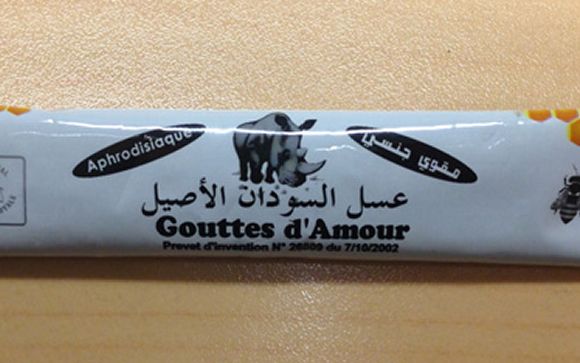 Aphrodisiaque
مقوي جنسي
عسل السودان الأصيل
Gouttes d'Amour
Prevet d'invention N° 26809 du 7/10/2002